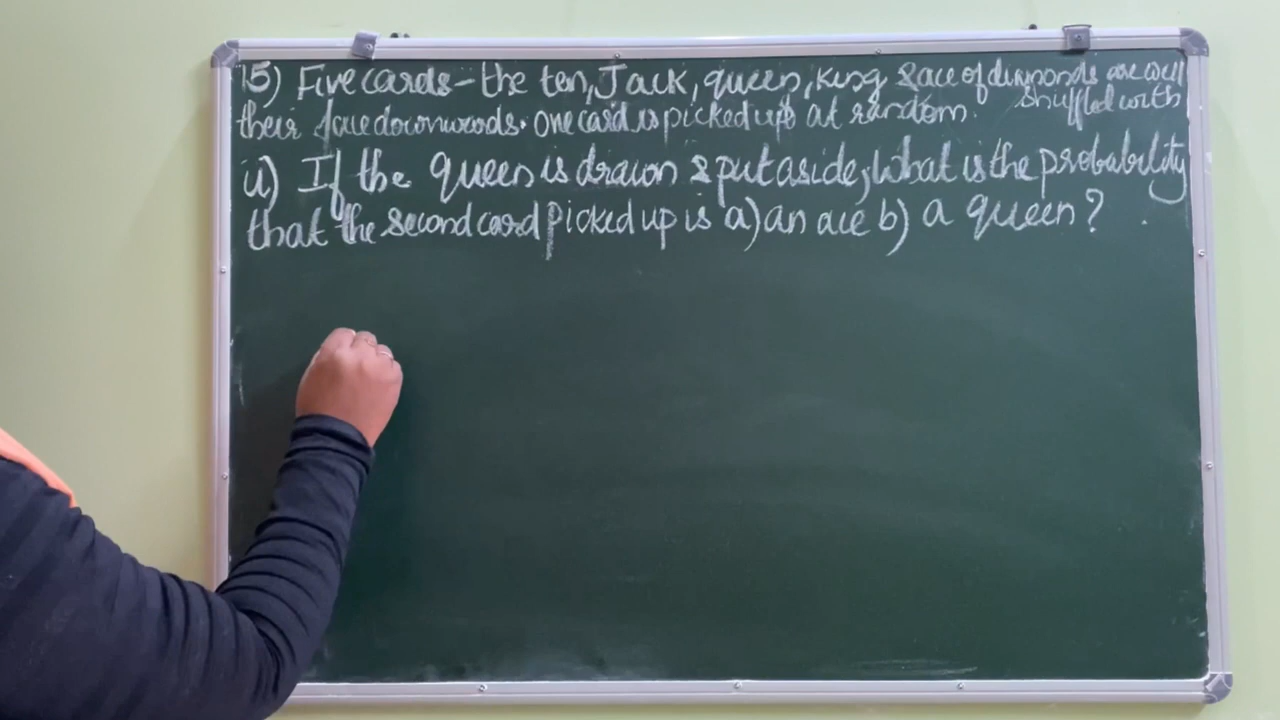 15) Five cards - the ten, Jack, queen, king & ace of diamonds are well shuffled with
their face downwards. One card is picked up at random.
ii) If the queen is drawn & put aside, what is the probability
that the second card picked up is a) an ace b) a queen?